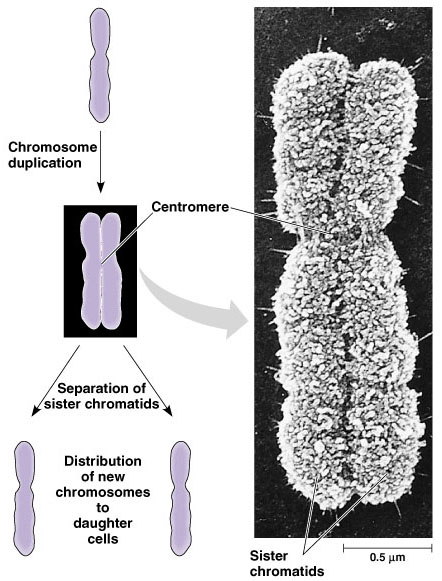 Chromosome
duplication
Centromere
Separation of
sister chromatids
Distribution
of new
chromosomes
to
daughter
cells
Sister
chromatids
0.5 μm